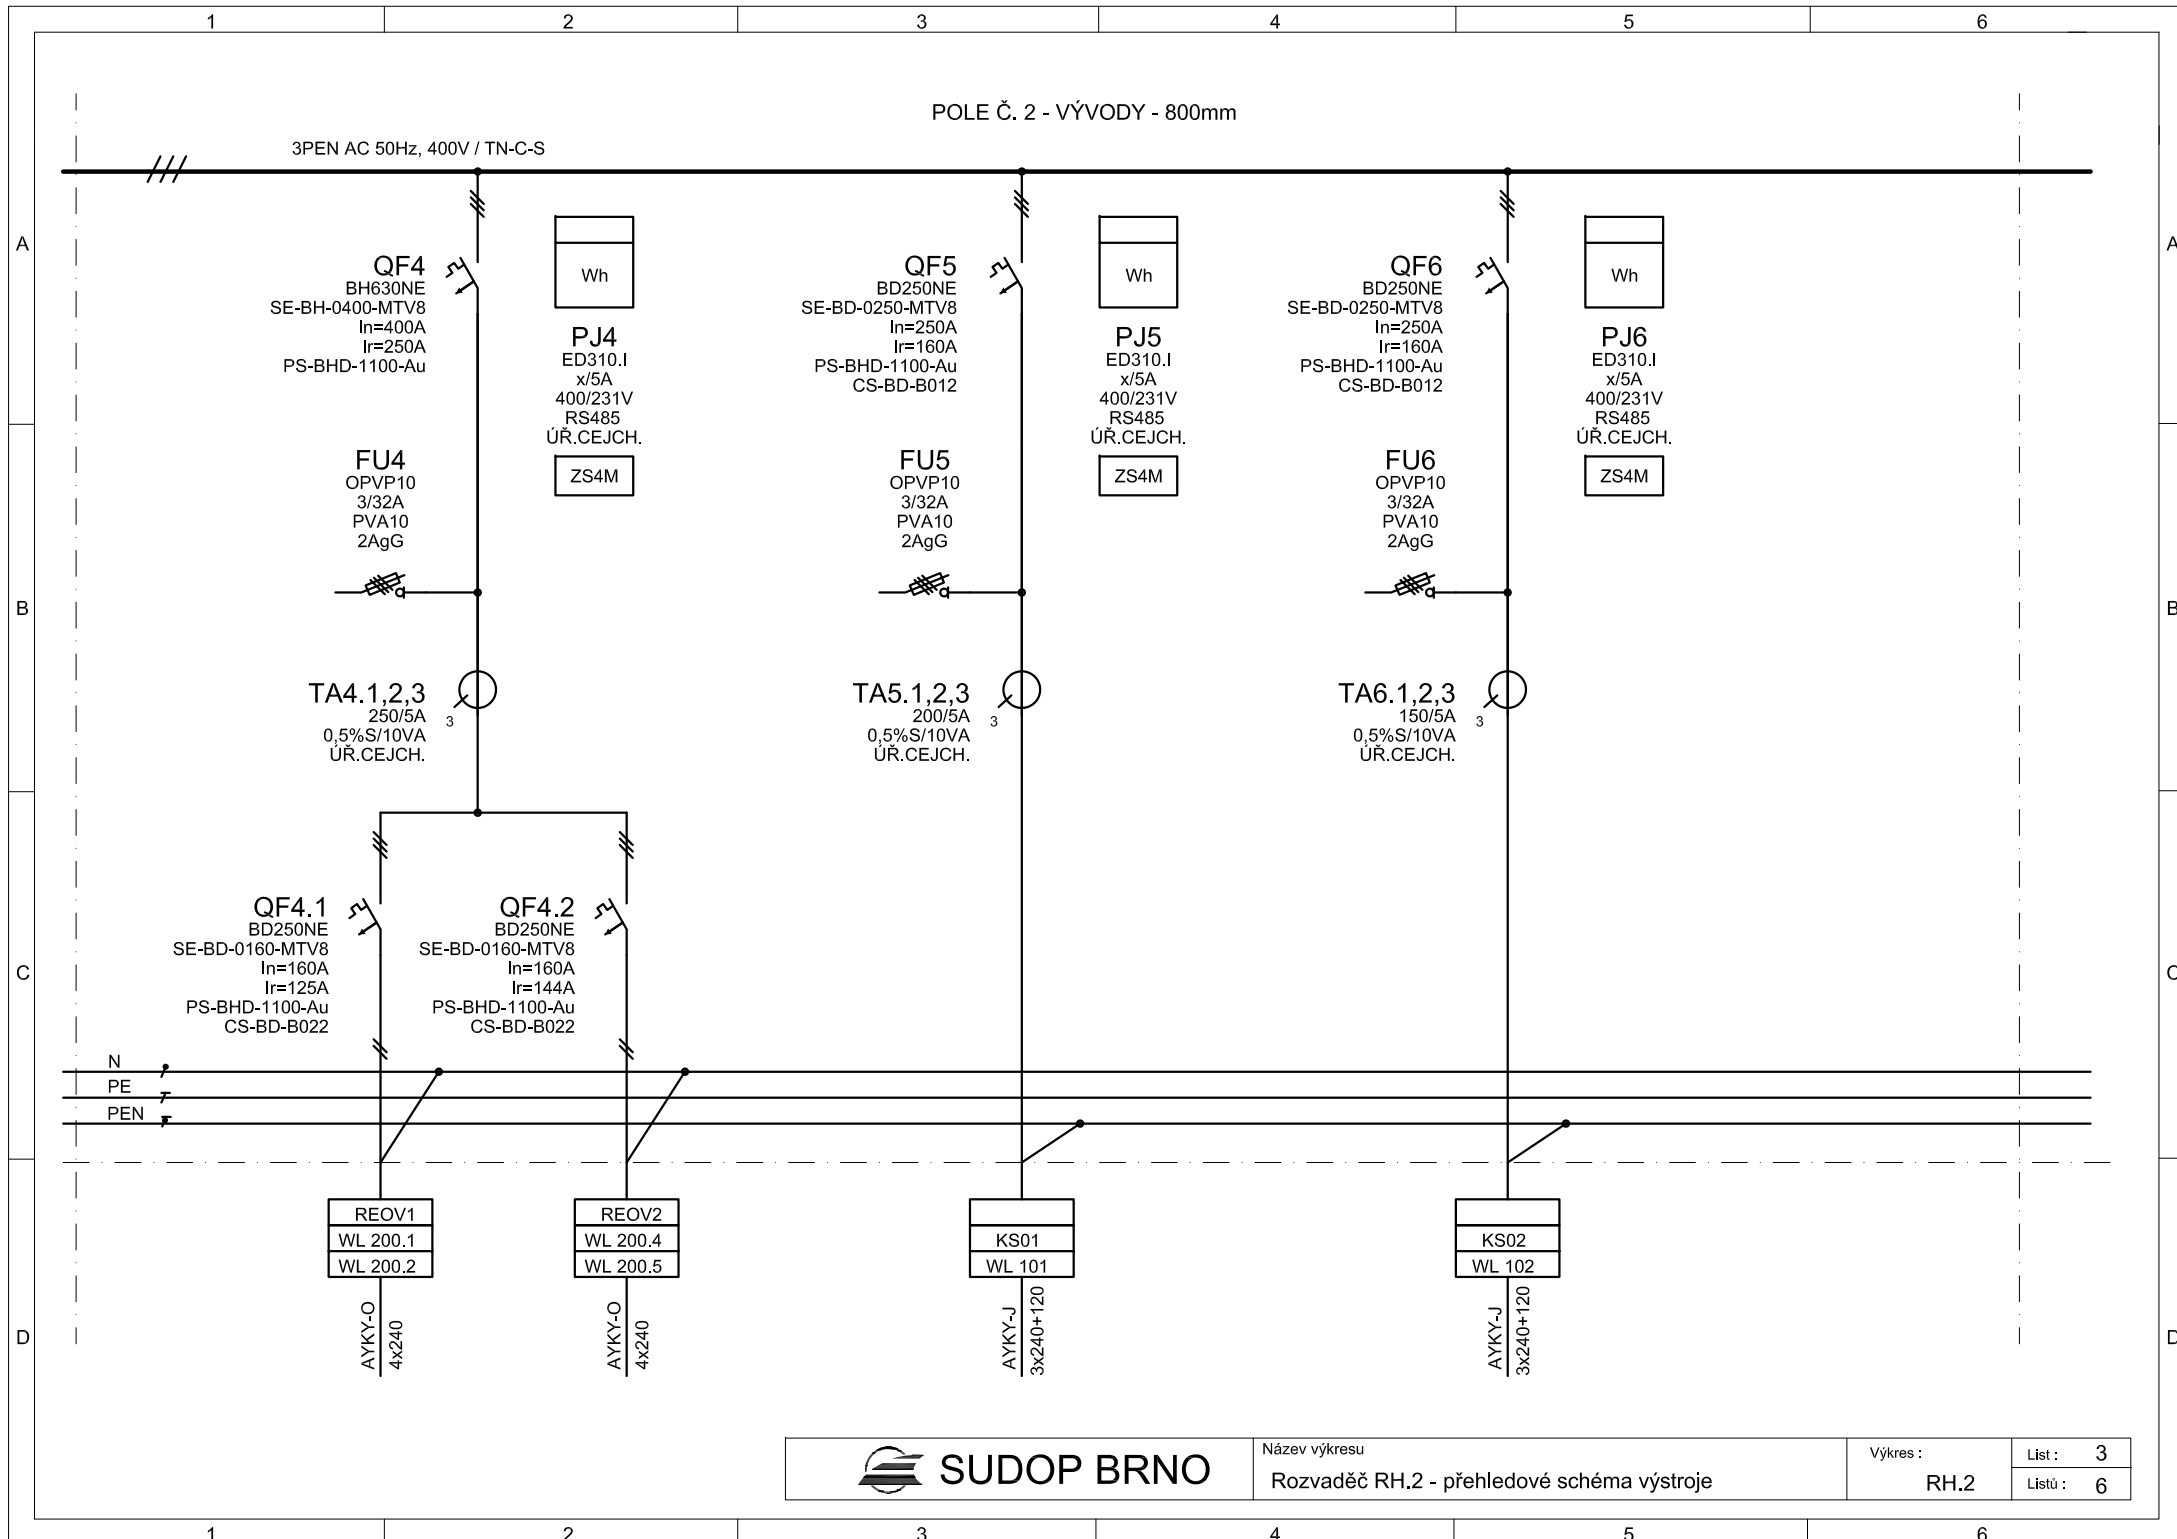 1 2 3 4 5 6
POLE Č. 2 - VÝVODY - 800mm
3PEN AC 50Hz, 400V / TN-C-S
A
A
QF4
BH630NE
SE-BH-0400-MTV8
In=400A
Ir=250A
PS-BHD-1100-Au
Wh
PJ4
ED310.I
x/5A
400/231V
RS485
ÚŘ.CEJCH.
ZS4M
QF5
BD250NE
SE-BD-0250-MTV8
In=250A
Ir=160A
PS-BHD-1100-Au
CS-BD-B012
Wh
PJ5
ED310.I
x/5A
400/231V
RS485
ÚŘ.CEJCH.
ZS4M
QF6
BD250NE
SE-BD-0250-MTV8
In=250A
Ir=160A
PS-BHD-1100-Au
CS-BD-B012
Wh
PJ6
ED310.I
x/5A
400/231V
RS485
ÚŘ.CEJCH.
ZS4M
B
B
FU4
OPVP10
3/32A
PVA10
2AgG
FU5
OPVP10
3/32A
PVA10
2AgG
FU6
OPVP10
3/32A
PVA10
2AgG
TA4.1,2,3
250/5A
0,5%S/10VA
ÚŘ.CEJCH.
3
TA5.1,2,3
200/5A
0,5%S/10VA
ÚŘ.CEJCH.
3
TA6.1,2,3
150/5A
0,5%S/10VA
ÚŘ.CEJCH.
3
C
C
QF4.1
BD250NE
SE-BD-0160-MTV8
In=160A
Ir=125A
PS-BHD-1100-Au
CS-BD-B022
QF4.2
BD250NE
SE-BD-0160-MTV8
In=160A
Ir=144A
PS-BHD-1100-Au
CS-BD-B022
N
PE
PEN
D
D
REOV1
WL 200.1
WL 200.2
AYKY-O
4x240
REOV2
WL 200.4
WL 200.5
AYKY-O
4x240
KS01
WL 101
AYKY-J
3x240+120
KS02
WL 102
AYKY-J
3x240+120
SUDOP BRNO
Název výkresu
Rozvaděč RH.2 - přehledové schéma výstroje
Výkres :
RH.2
List : 3
Listů : 6
1 2 3 4 5 6